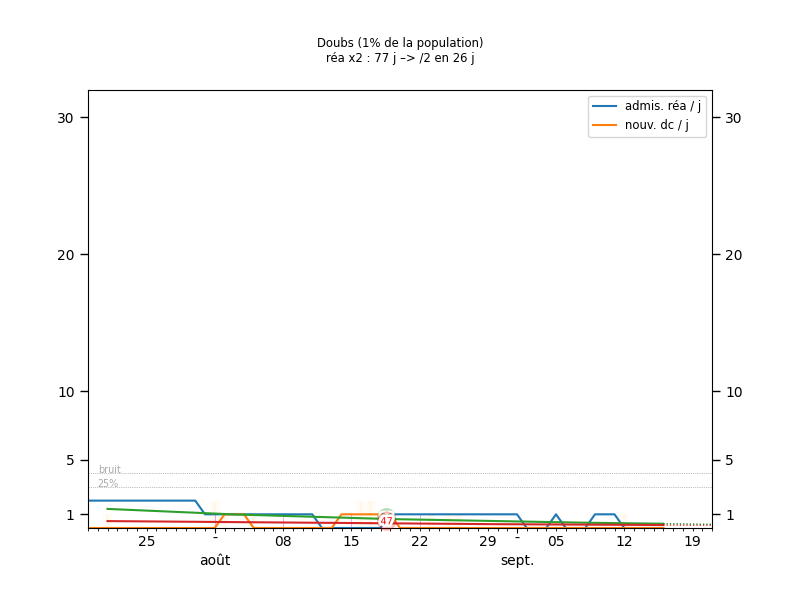 Doubs (1% de la population)
réa x2 : 77 j –> /2 en 26 j
admis. réa / j
nouv. dc / j
30 30
20 20
10 10
5 5
bruit
25%
1 1
47
25 - 08 15 22 29 - 05 12 19
août sept.